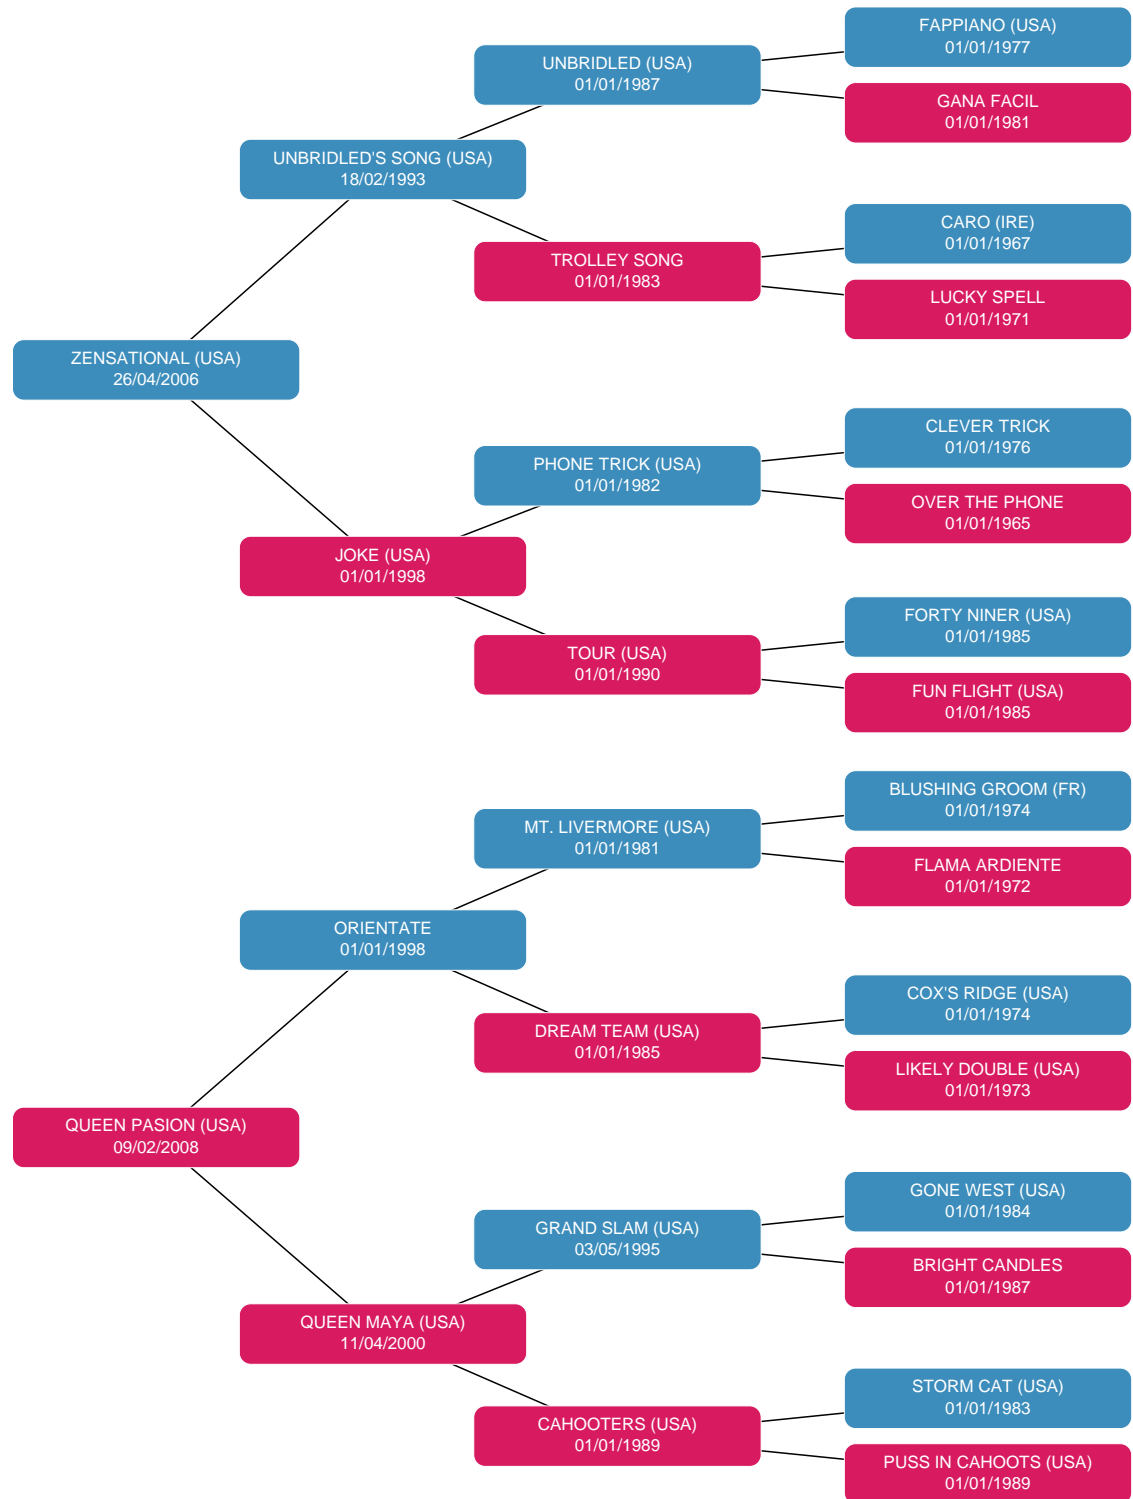 FAPPIANO (USA)
01/01/1977
UNBRIDLED (USA)
01/01/1987
GANA FACIL
01/01/1981
UNBRIDLED'S SONG (USA)
18/02/1993
CARO (IRE)
01/01/1967
TROLLEY SONG
01/01/1983
LUCKY SPELL
01/01/1971
ZENSATIONAL (USA)
26/04/2006
CLEVER TRICK
01/01/1976
PHONE TRICK (USA)
01/01/1982
OVER THE PHONE
01/01/1965
JOKE (USA)
01/01/1998
FORTY NINER (USA)
01/01/1985
TOUR (USA)
01/01/1990
FUN FLIGHT (USA)
01/01/1985
BLUSHING GROOM (FR)
01/01/1974
MT. LIVERMORE (USA)
01/01/1981
FLAMA ARDIENTE
01/01/1972
ORIENTATE
01/01/1998
COX'S RIDGE (USA)
01/01/1974
DREAM TEAM (USA)
01/01/1985
LIKELY DOUBLE (USA)
01/01/1973
QUEEN PASION (USA)
09/02/2008
GONE WEST (USA)
01/01/1984
GRAND SLAM (USA)
03/05/1995
BRIGHT CANDLES
01/01/1987
QUEEN MAYA (USA)
11/04/2000
STORM CAT (USA)
01/01/1983
CAHOOTERS (USA)
01/01/1989
PUSS IN CAHOOTS (USA)
01/01/1989